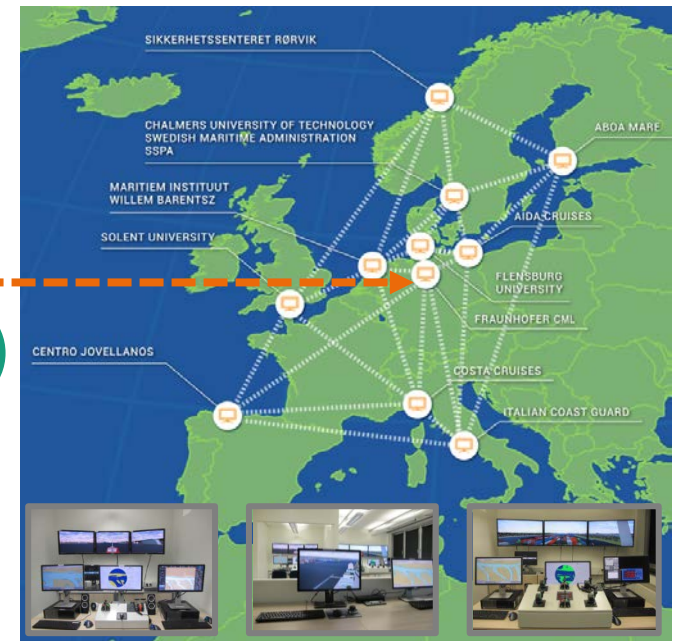 SIKKERHETSSENTERET RØRVIK
CHALMERS UNIVERSITY OF TECHNOLOGY
SWEDISH MARITIME ADMINISTRATION
SSPA
ABOA MARE
MARITIEM INSTITUUT
WILLEM BARENTSZ
AIDA CRUISES
SOLENT UNIVERSITY
FLENSBURG
UNIVERSITY
FRAUNHOFER CML
CENTRO JOVELLANOS
COSTA CRUISES
ITALIAN COAST GUARD